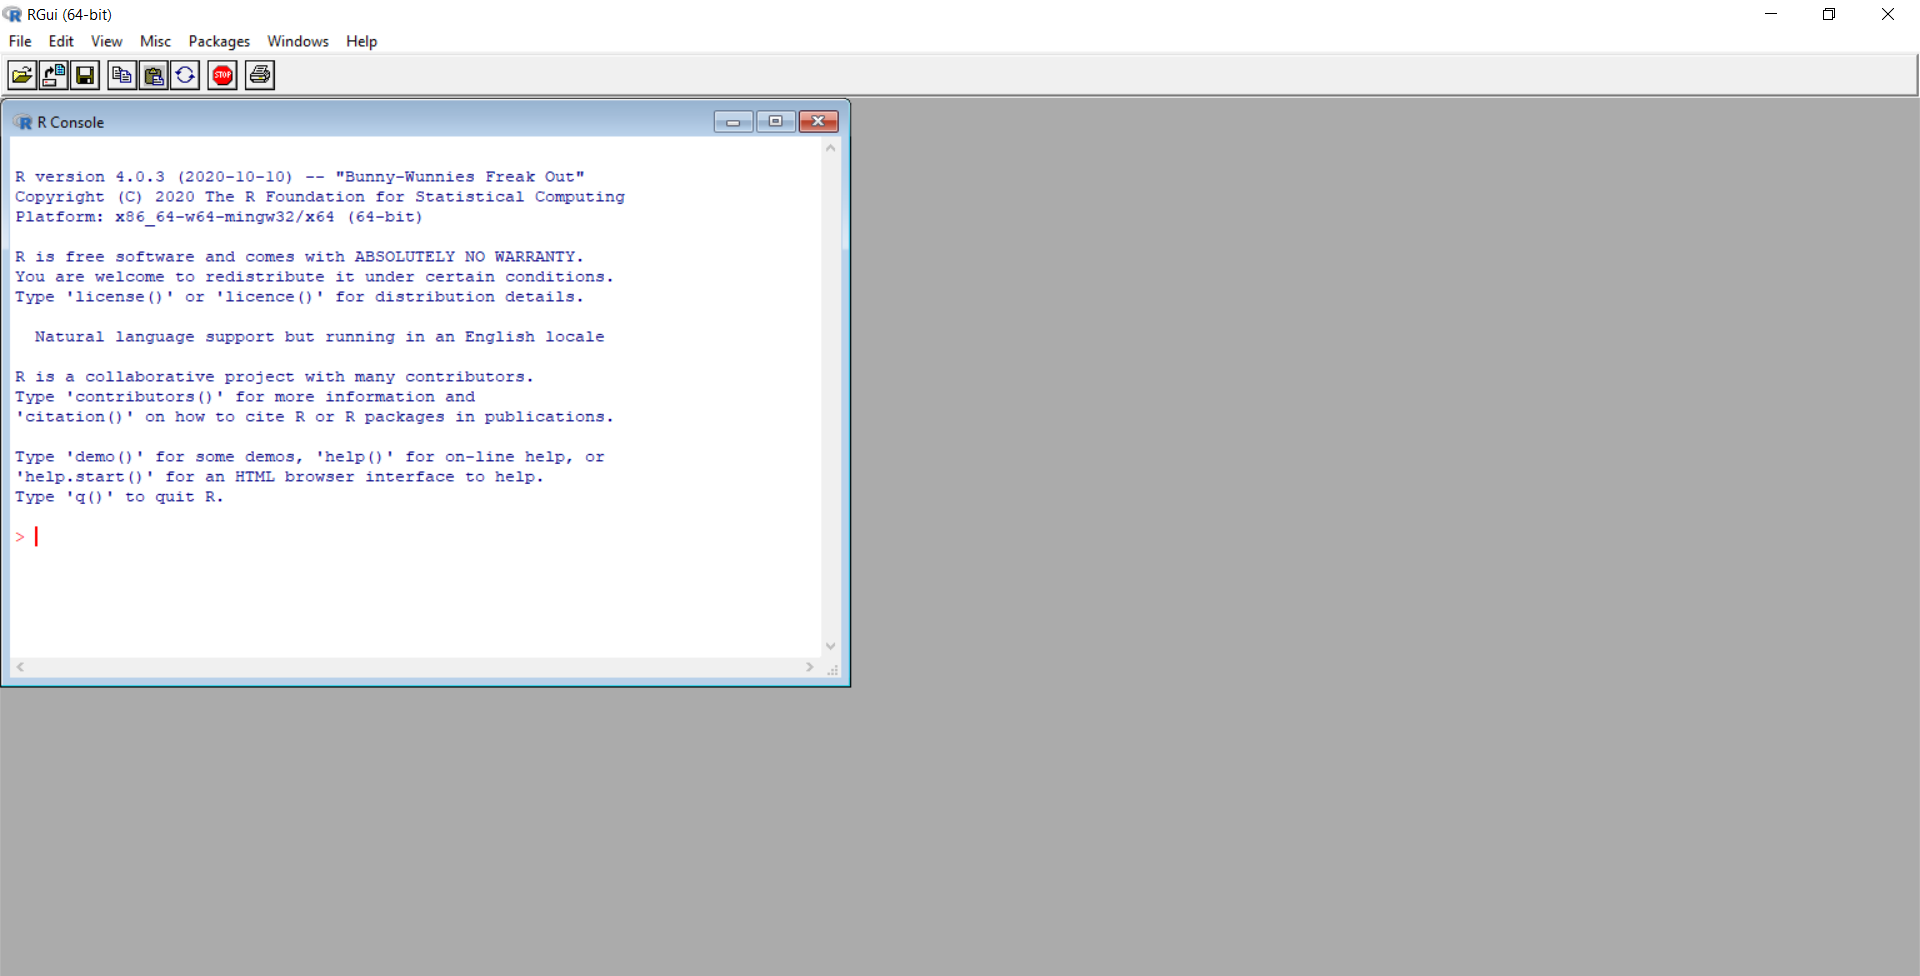 RGui (64-bit)
File Edit View Misc Packages Windows Help
STOP
R Console
R version 4.0.3 (2020-10-10) -- "Bunny-Wunnies Freak Out"
Copyright (C) 2020 The R Foundation for Statistical Computing
Platform: x86_64-w64-mingw32/x64 (64-bit)
R is free software and comes with ABSOLUTELY NO WARRANTY.
You are welcome to redistribute it under certain conditions.
Type 'license()' or 'licence()' for distribution details.
Natural language support but running in an English locale
R is a collaborative project with many contributors.
Type 'contributors()' for more information and
'citation()' on how to cite R or R packages in publications.
Type 'demo()' for some demos, 'help()' for on-line help, or
'help.start()' for an HTML browser interface to help.
Type 'q()' to quit R.
>